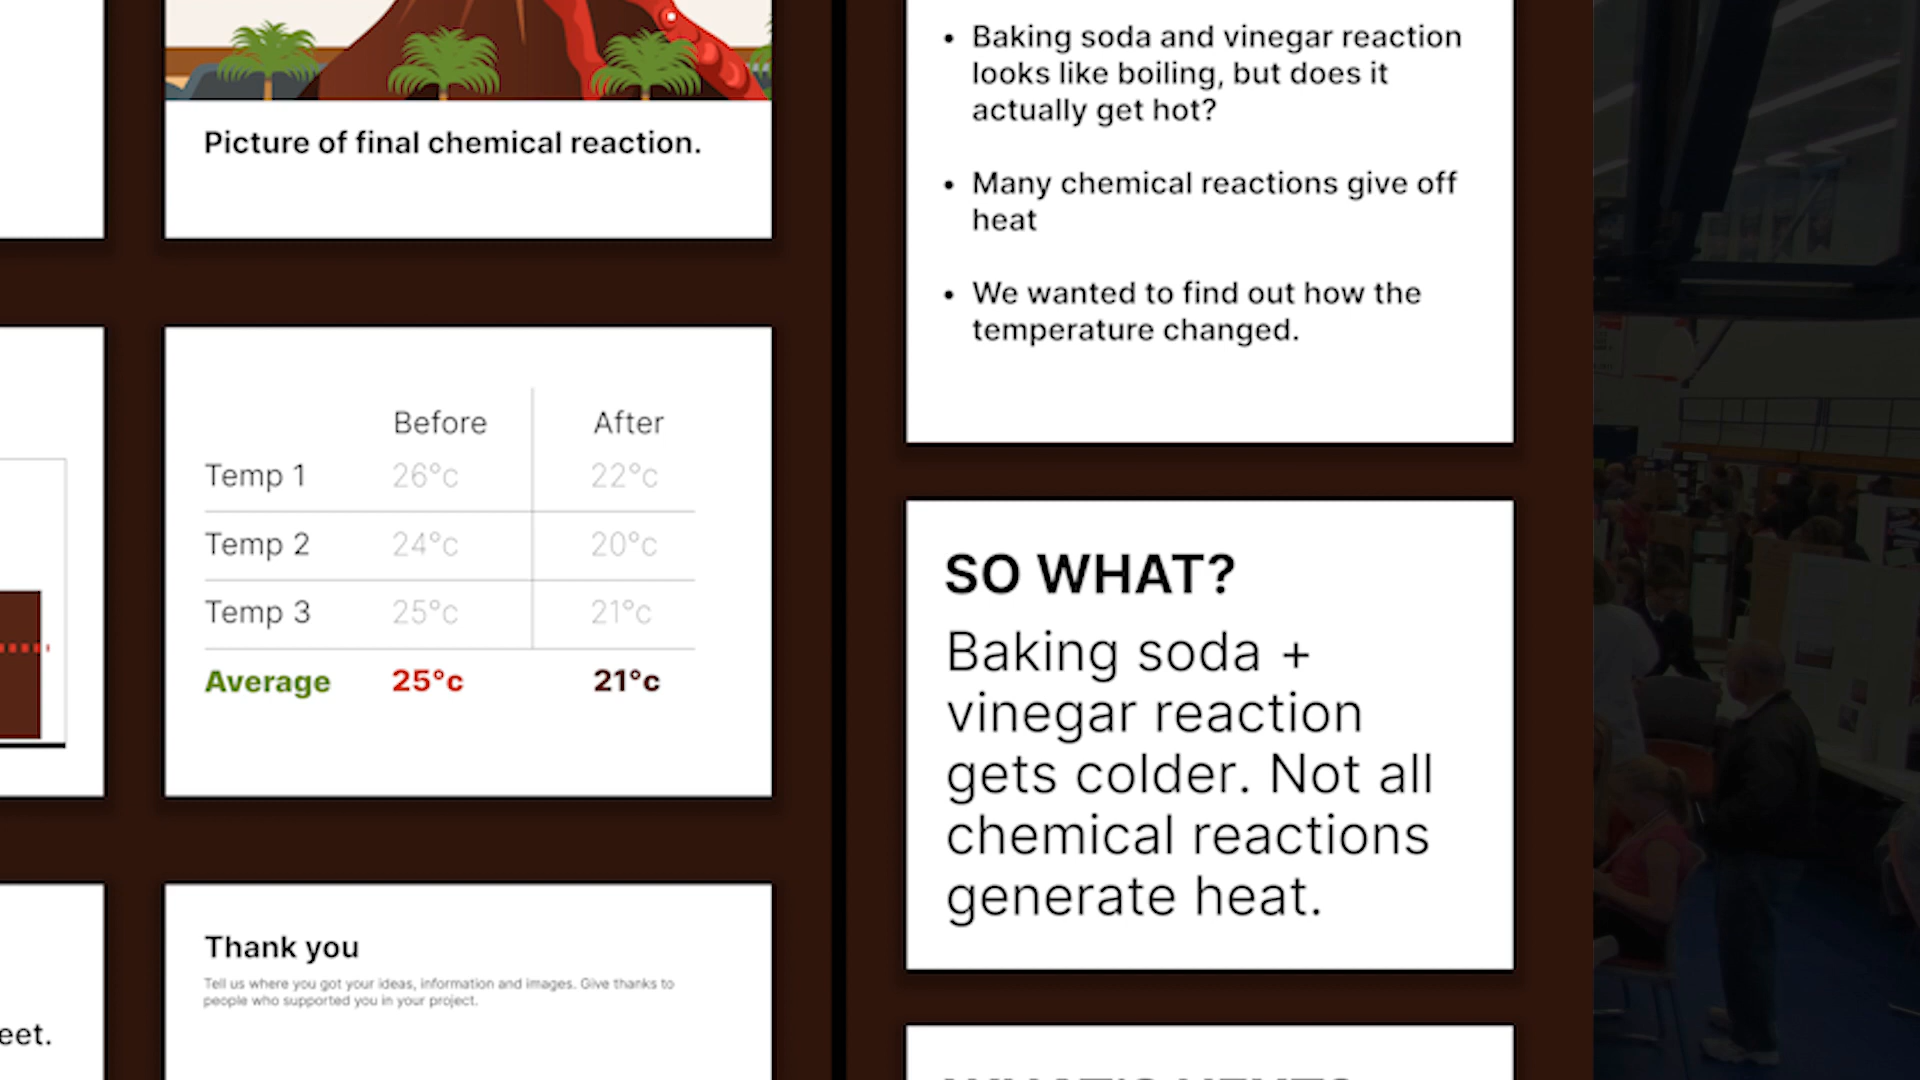 Picture of final chemical reaction.
Before After
Temp 1 26°c 22°c
Temp 2 24°c 20°c
Temp 3 25°c 21°c
Average 25°c 21°c
Thank you
Tell us where you got your ideas, information and images. Give thanks to
people who supported you in your project.
eet.
• Baking soda and vinegar reaction
looks like boiling, but does it
actually get hot?
• Many chemical reactions give off
heat
• We wanted to find out how the
temperature changed.
SO WHAT?
Baking soda +
vinegar reaction
gets colder. Not all
chemical reactions
generate heat.